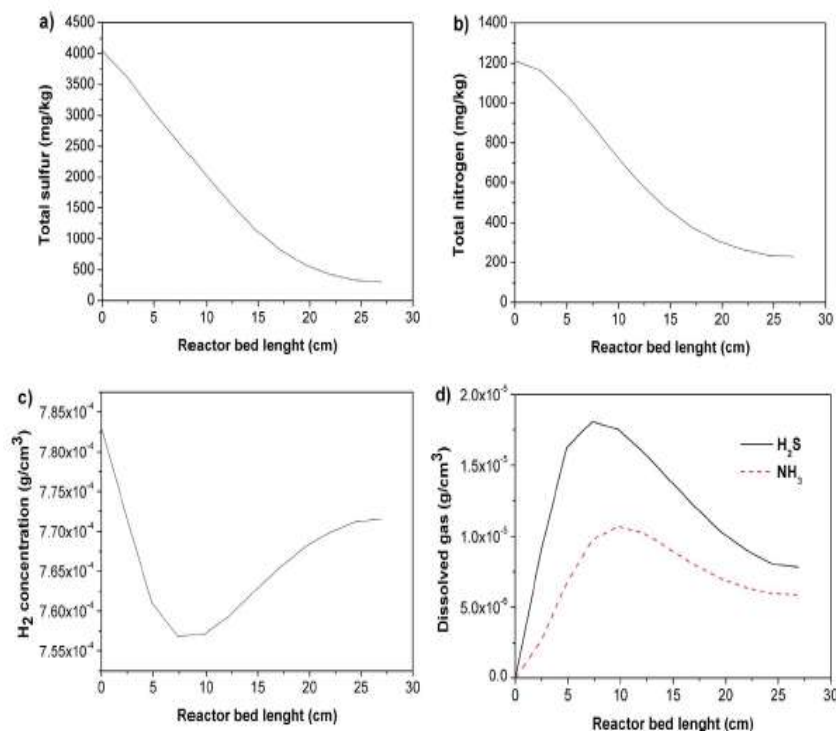 a)
Total sulfur (mg/kg)
4500
4000
3500
3000
2500
2000
1500
1000
500
0
0 5 10 15 20 25 30
Reactor bed lenght (cm)
b)
Total nitrogen (mg/kg)
1400
1200
1000
800
600
400
200
0
0 5 10 15 20 25 30
Reactor bed lenght (cm)
c)
H₂ concentration (g/cm³)
7.85x10⁻⁴
7.80x10⁻⁴
7.75x10⁻⁴
7.70x10⁻⁴
7.65x10⁻⁴
7.60x10⁻⁴
7.55x10⁻⁴
0 5 10 15 20 25 30
Reactor bed lenght (cm)
d)
Dissolved gas (g/cm³)
2.0x10⁻⁵
1.5x10⁻⁵
1.0x10⁻⁵
5.0x10⁻⁶
0.0
H₂S
NH₃
0 5 10 15 20 25 30
Reactor bed lenght (cm)